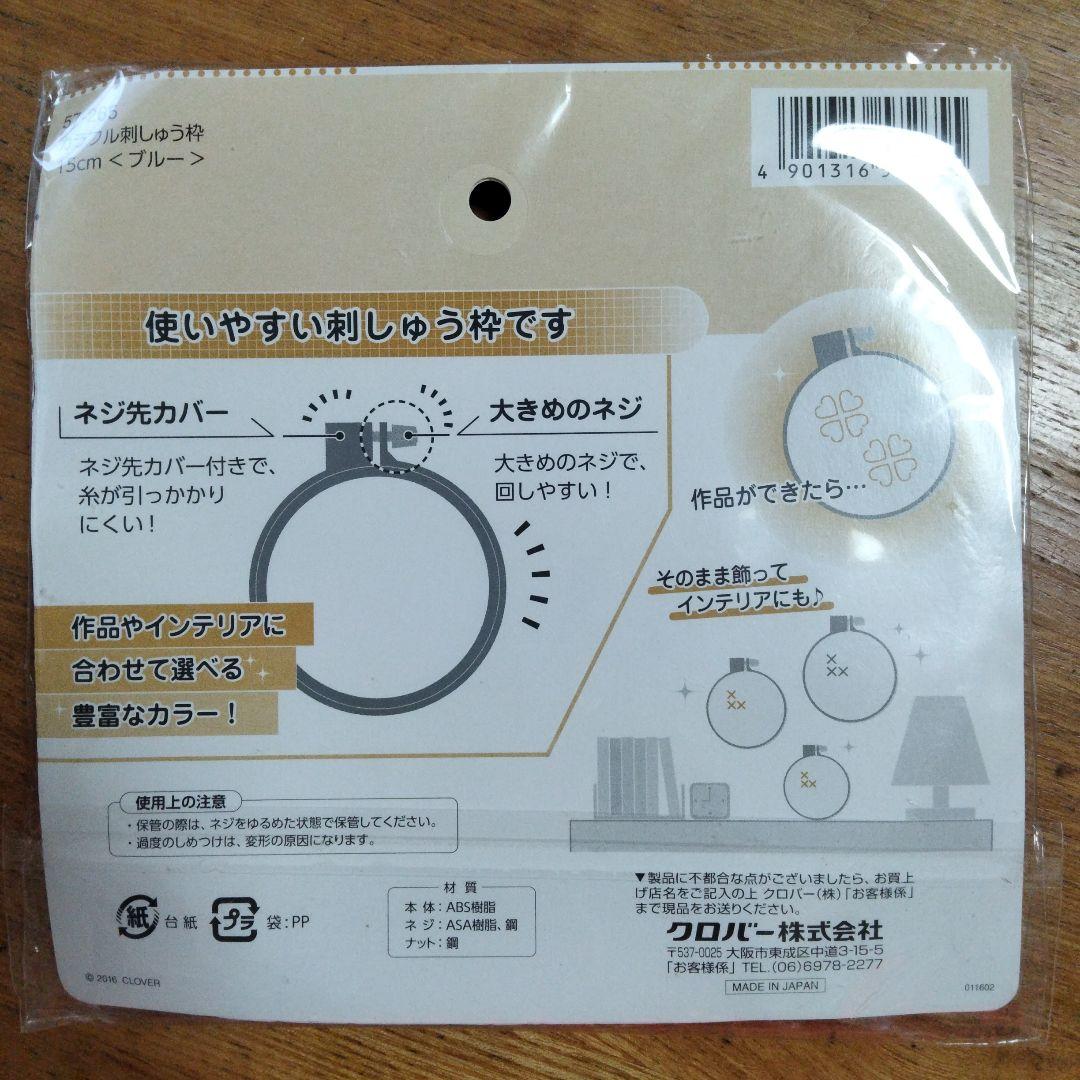 刺しゅう枠
15cm＜ブルー＞
4 901316
使いやすい刺しゅう枠です
ネジ先カバー
ネジ先カバー付きで、
糸が引っかかり
にくい！
大きめのネジ
大きめのネジで、
回しやすい！
作品やインテリアに
合わせて選べる
豊富なカラー！
作品ができたら…
そのまま飾って
インテリアにも♪
使用上の注意
・保管の際は、ネジをゆるめた状態で保管してください。
・過度のしめつけは、変形の原因になります。
紙 台紙 プラ 袋：PP
材質
本体：ABS樹脂
ネジ：ASA樹脂、鋼
ナット：鋼
▼製品に不都合な点がございましたら、お買上
げ店名をご記入の上 クロバー(株)「お客様係」
まで現品をお送りください。
クロバー株式会社
〒537-0025 大阪市東成区中道3-15-5
「お客様係」TEL.(06)6978-2277
MADE IN JAPAN
© 2016 CLOVER
011602